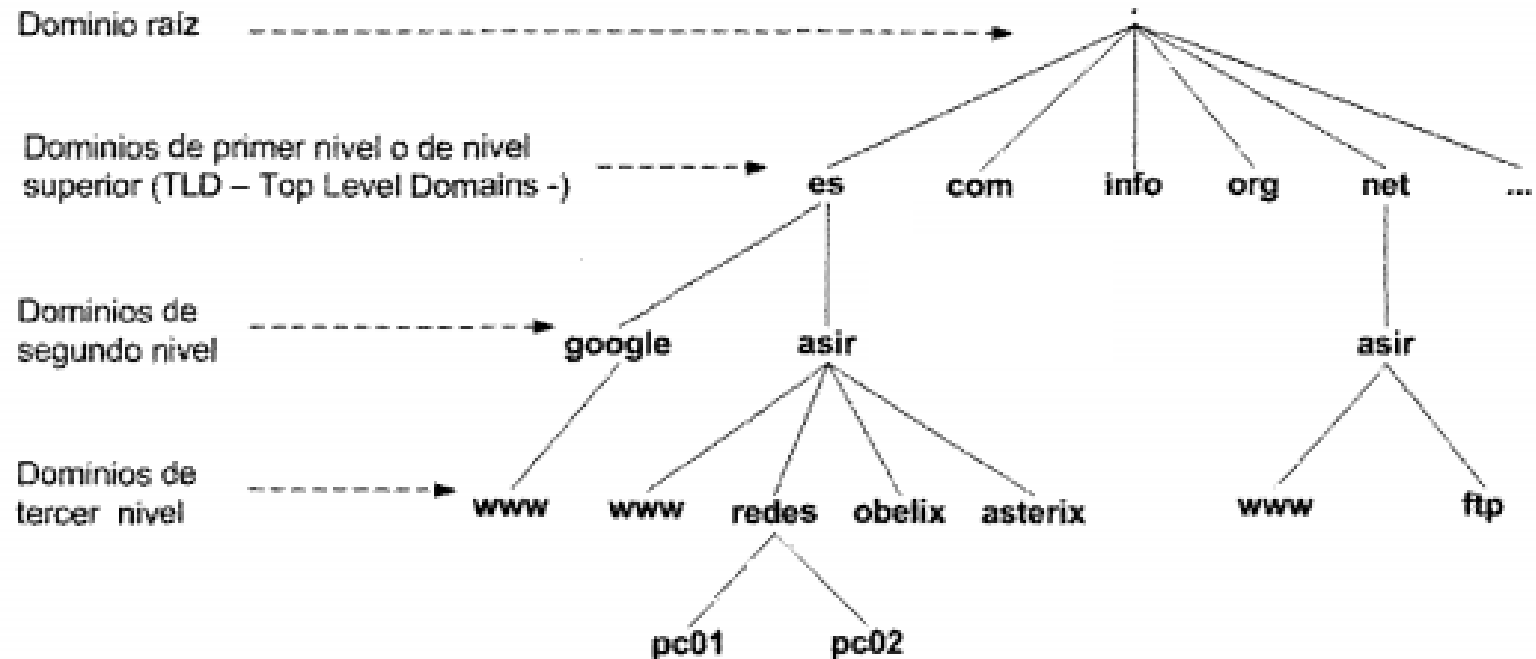 Dominio raíz
.
Dominios de primer nivel o de nivel
superior (TLD – Top Level Domains -)
es com info org net ...
Dominios de
segundo nivel
google asir asir
Dominios de
tercer nivel
www www redes obelix asterix www ftp
pc01 pc02